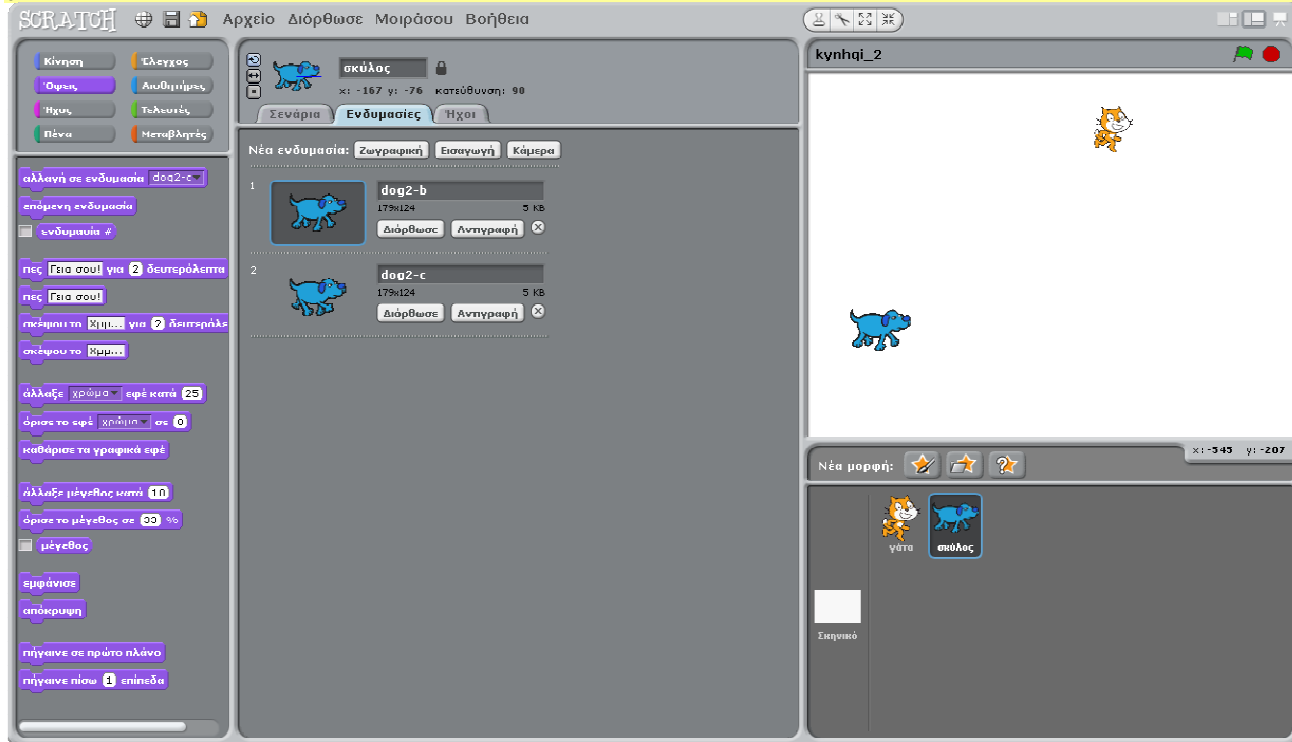 SCRATCH Αρχείο Διόρθωσε Μοιράσου Βοήθεια
Κίνηση Έλεγχος
Όψεις Αισθητήρες
Ήχος Τελεστές
Πένα Μεταβλητές
αλλαγή σε ενδυμασία dog2-c
επόμενη ενδυμασία
ενδυμασία #
πες Γεια σου! για 2 δευτερόλεπτα
πες Γεια σου!
σκέψου το Χμμ... για 2 δευτερόλε
σκέψου το Χμμ...
άλλαξε χρώμα εφέ κατά 25
όρισε το εφέ χρώμα σε 0
καθάρισε τα γραφικά εφέ
άλλαξε μέγεθος κατά 10
όρισε το μέγεθος σε %
μέγεθος
εμφάνισε
απόκρυψη
πήγαινε σε πρώτο πλάνο
πήγαινε πίσω 1 επίπεδα
σκύλος
x: -167 y: -76 κατεύθυνση: 90
Σενάρια Ενδυμασίες Ήχοι
Νέα ενδυμασία: Ζωγραφική Εισαγωγή Κάμερα
1
dog2-b
179x124 5 KB
Διόρθωσε Αντιγραφή
2
dog2-c
179x124 5 KB
Διόρθωσε Αντιγραφή
kynhqi_2
x: -545 y: -207
Νέα μορφή:
γάτα σκύλος
Σκηνικό